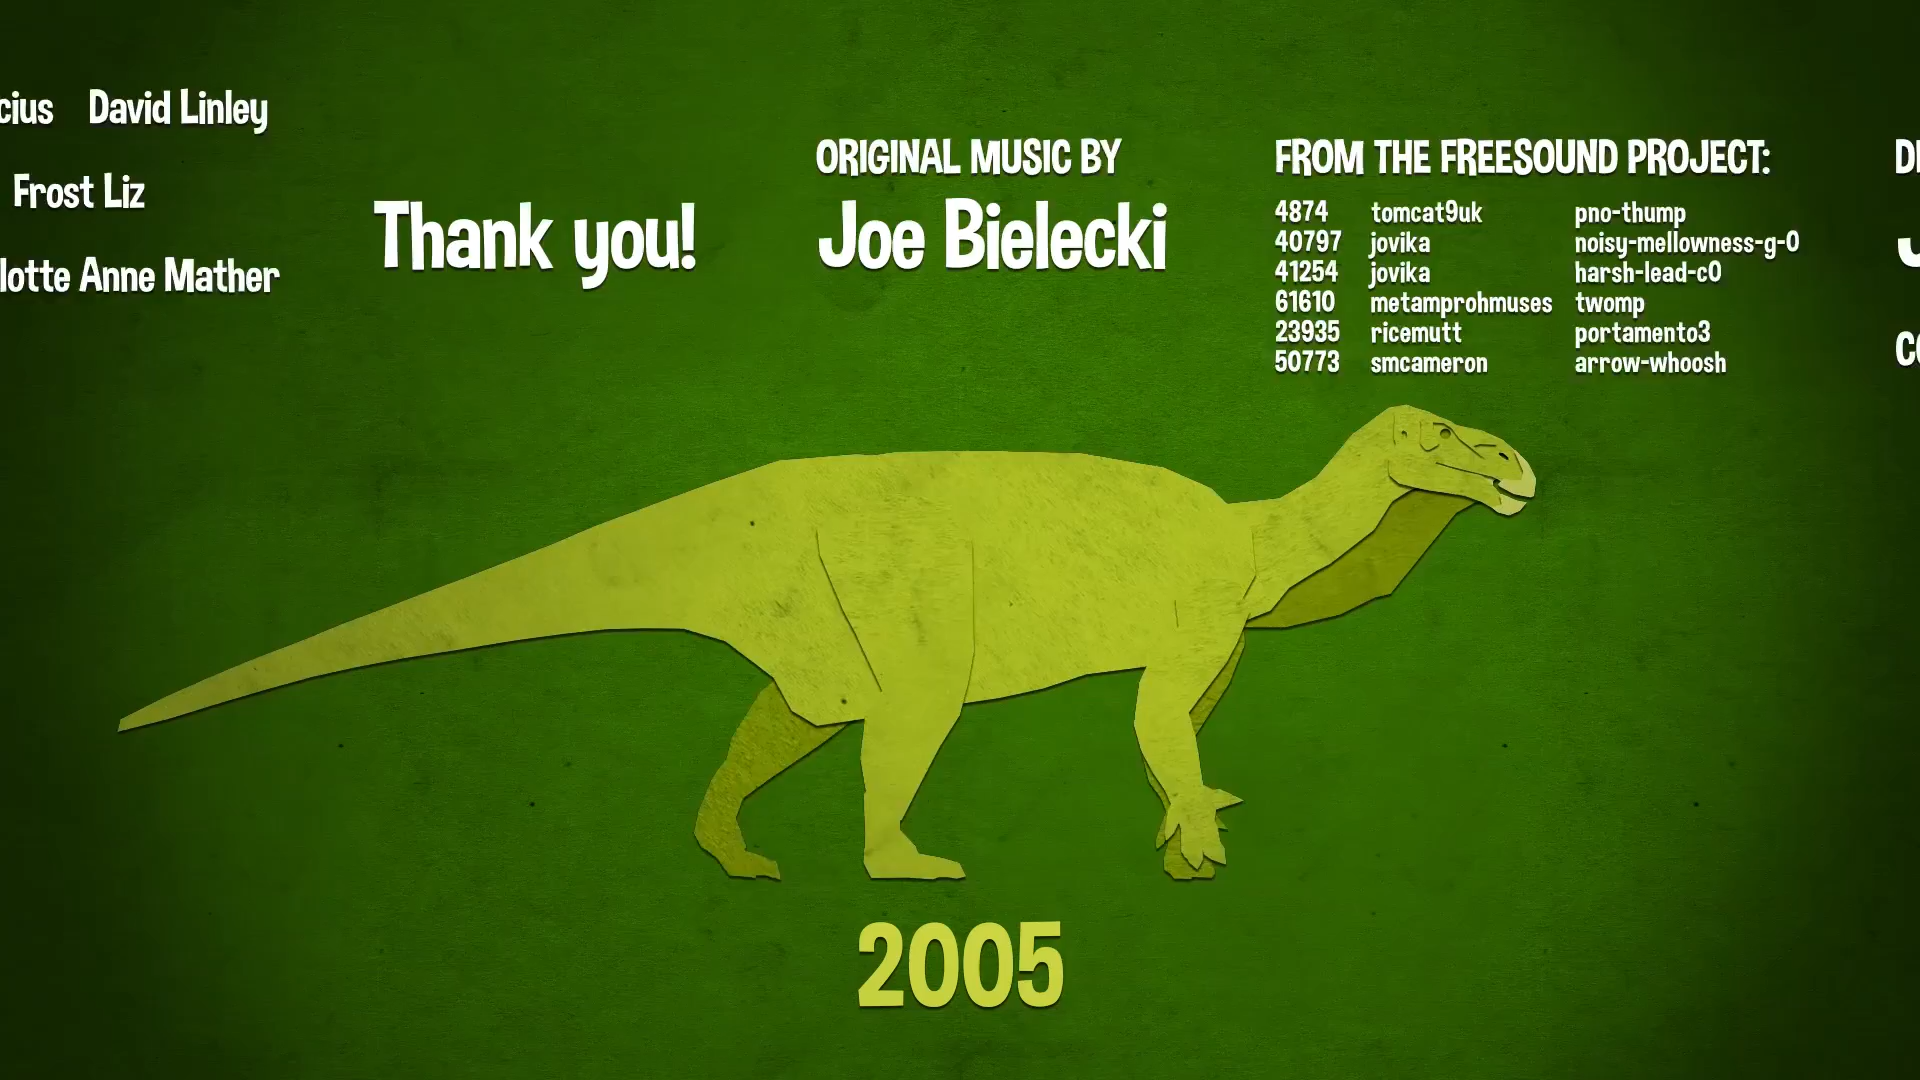 David Linley
Frost Liz
Anne Mather
Thank you!
ORIGINAL MUSIC BY
Joe Bielecki
FROM THE FREESOUND PROJECT:
4874 tomcat9uk pno-thump
40797 jovika noisy-mellowness-g-0
41254 jovika harsh-lead-c0
61610 metamprohmuses twomp
23935 ricemutt portamento3
50773 smcameron arrow-whoosh
2005